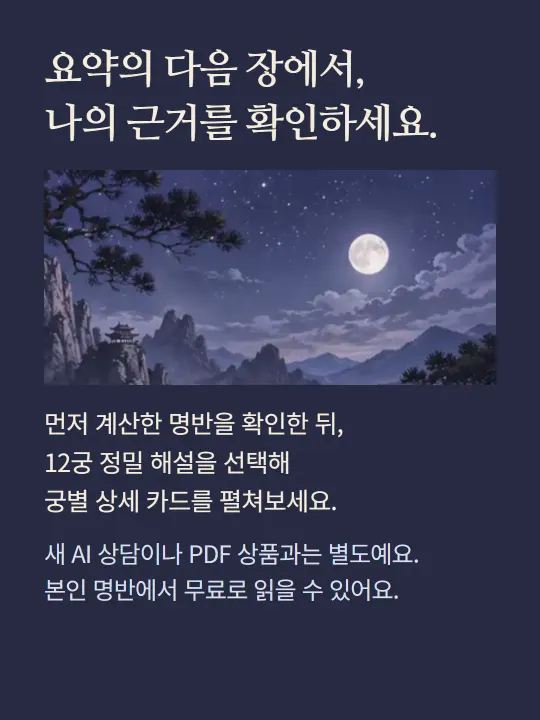 요약의 다음 장에서,
나의 근거를 확인하세요.
먼저 계산한 명반을 확인한 뒤,
12궁 정밀 해설을 선택해
궁별 상세 카드를 펼쳐보세요.
새 AI 상담이나 PDF 상품과는 별도예요.
본인 명반에서 무료로 읽을 수 있어요.